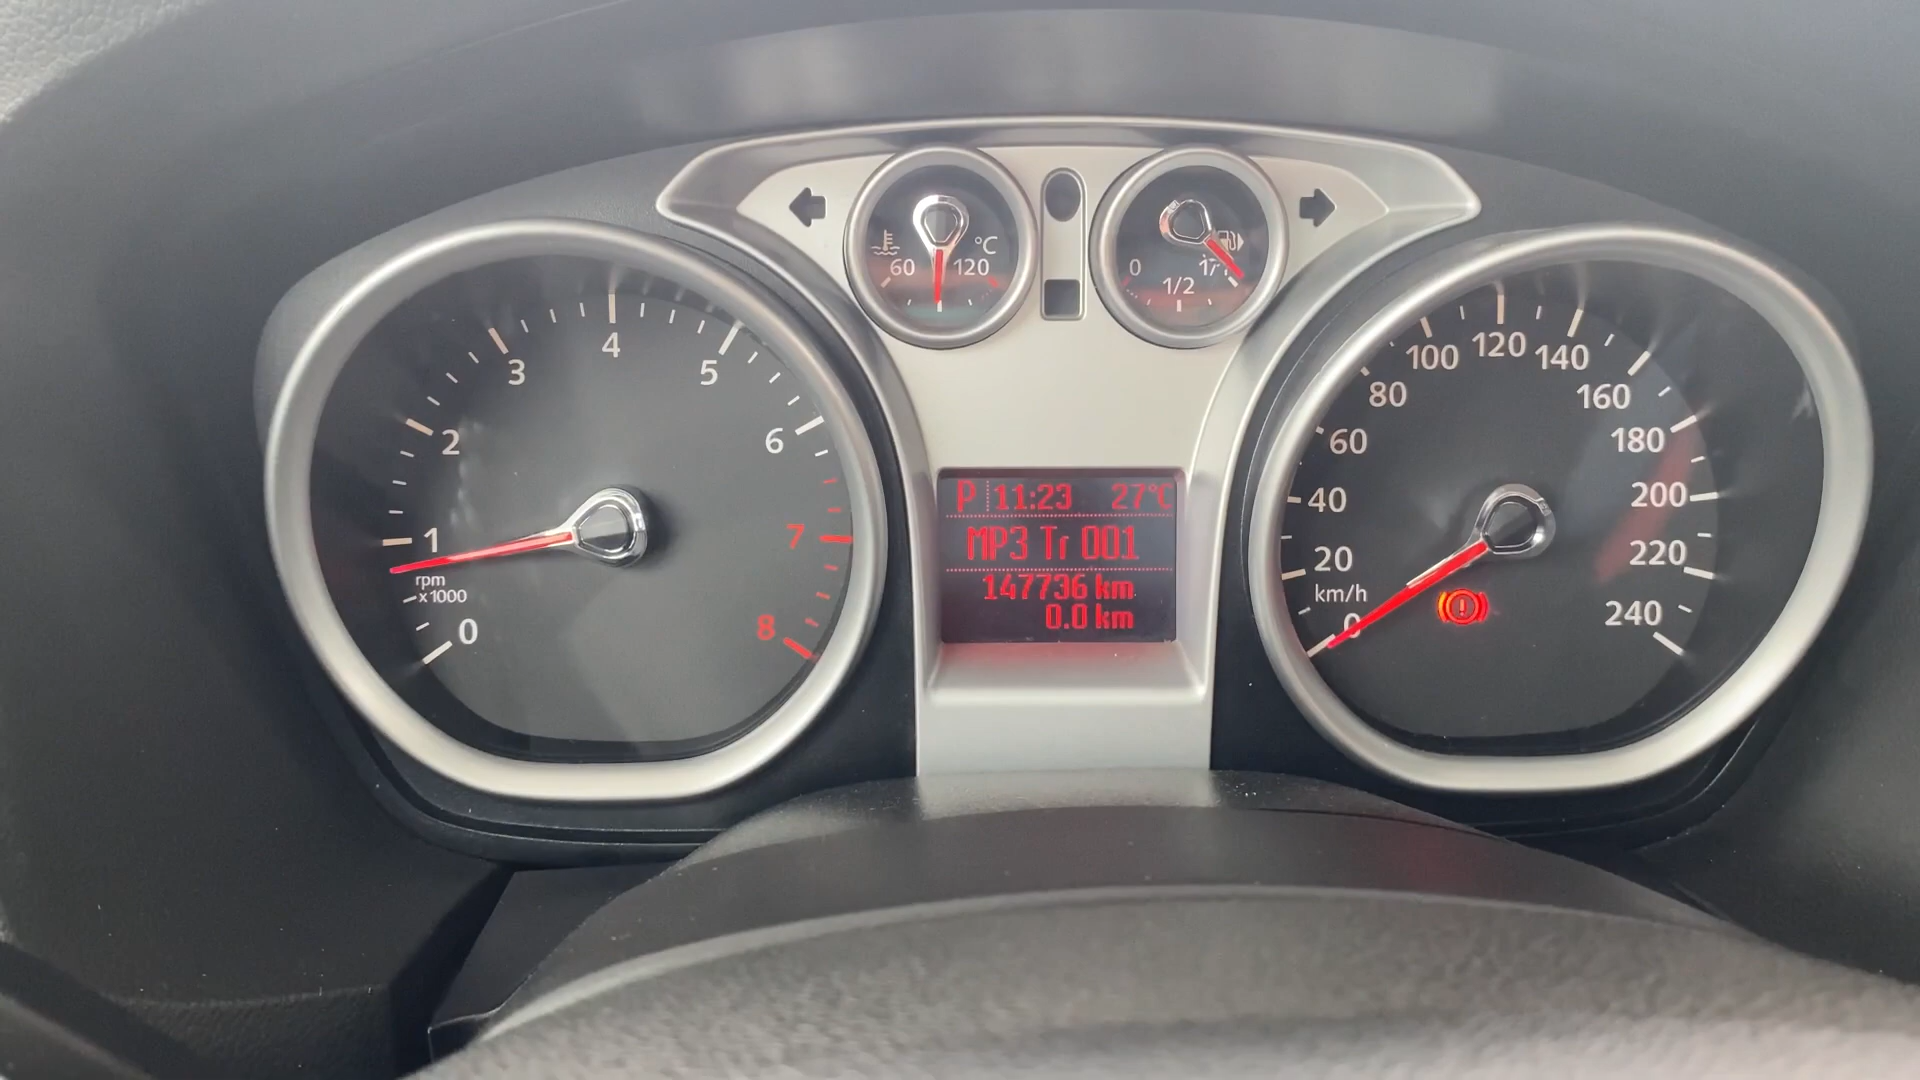 60 120 °C
0 1/2 1/1
0 1 2 3 4 5 6 7 8
rpm
x1000
P 11:23 27°C
MP3 Tr 001
147736 km
0.0 km
0 20 40 60 80 100 120 140 160 180 200 220 240
km/h